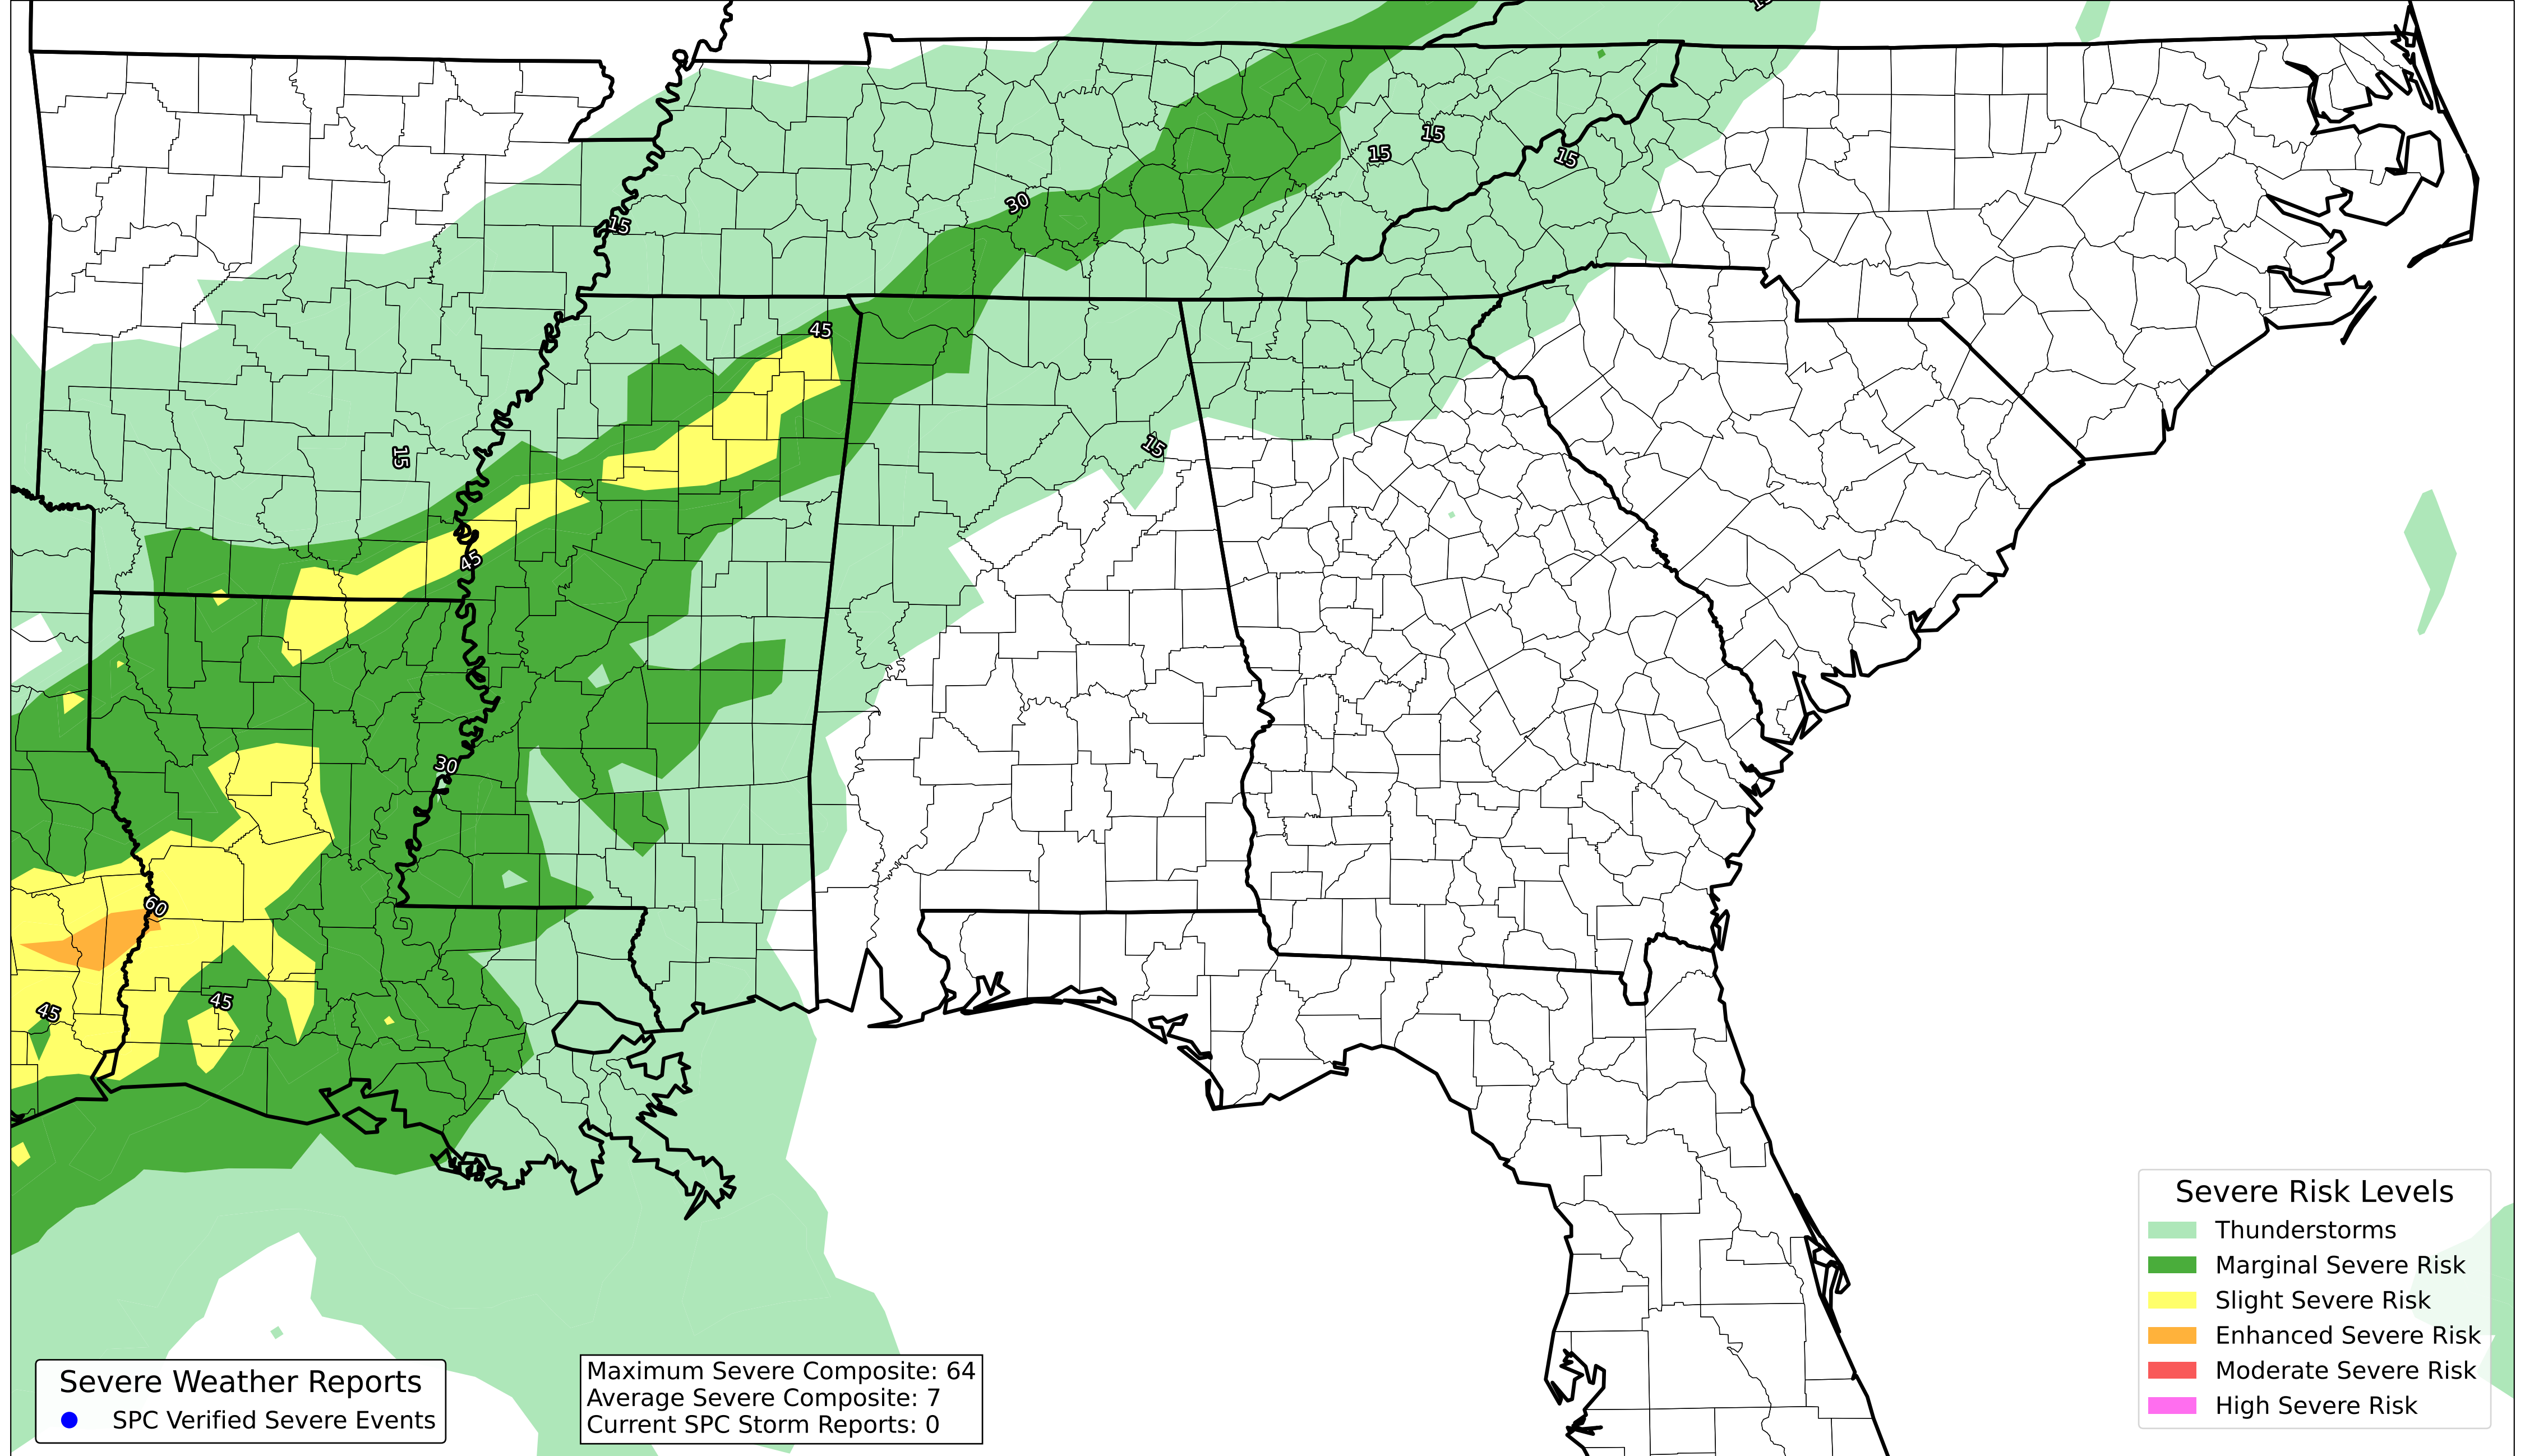 15
15
15
30
15
15
45
15
15
45
30
60
45
45
Severe Weather Reports
SPC Verified Severe Events
Maximum Severe Composite: 64
Average Severe Composite: 7
Current SPC Storm Reports: 0
Severe Risk Levels
Thunderstorms
Marginal Severe Risk
Slight Severe Risk
Enhanced Severe Risk
Moderate Severe Risk
High Severe Risk